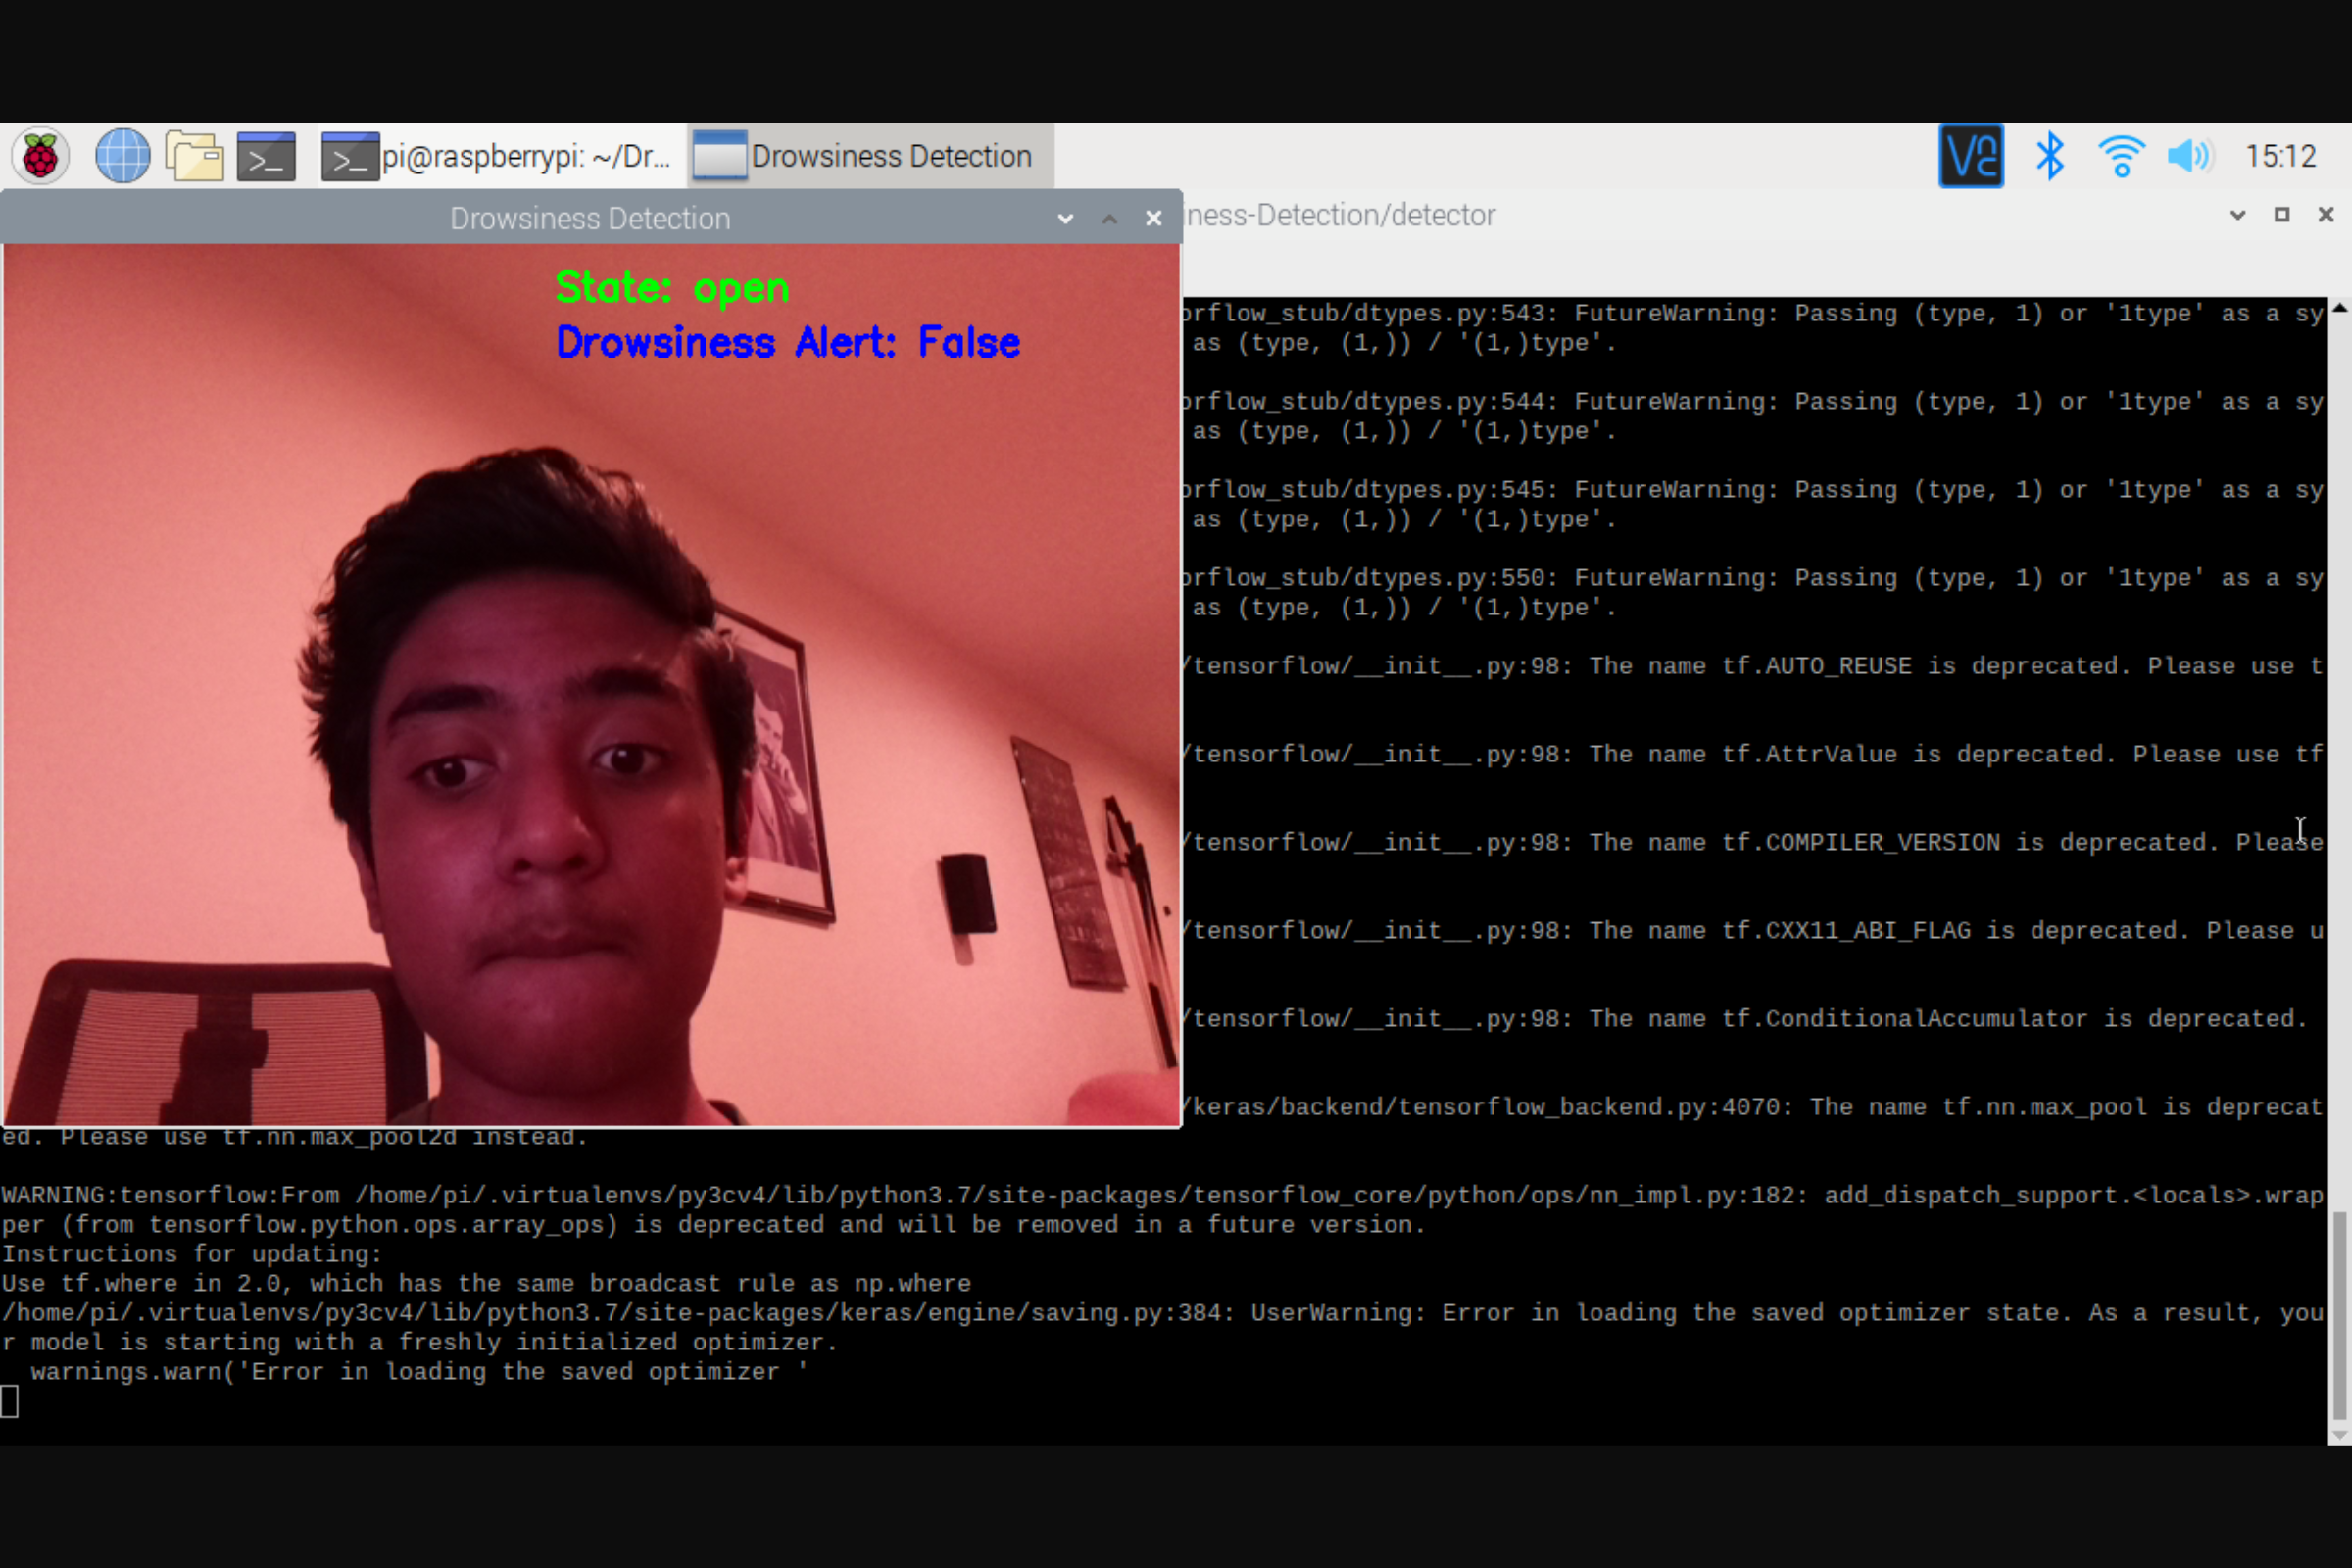 pi@raspberrypi: ~/Dr...
Drowsiness Detection
15:12
Drowsiness Detection
iness-Detection/detector
State: open
Drowsiness Alert: False
orflow_stub/dtypes.py:543: FutureWarning: Passing (type, 1) or '1type' as a sy
as (type, (1,)) / '(1,)type'.
orflow_stub/dtypes.py:544: FutureWarning: Passing (type, 1) or '1type' as a sy
as (type, (1,)) / '(1,)type'.
orflow_stub/dtypes.py:545: FutureWarning: Passing (type, 1) or '1type' as a sy
as (type, (1,)) / '(1,)type'.
orflow_stub/dtypes.py:550: FutureWarning: Passing (type, 1) or '1type' as a sy
as (type, (1,)) / '(1,)type'.
/tensorflow/__init__.py:98: The name tf.AUTO_REUSE is deprecated. Please use t
/tensorflow/__init__.py:98: The name tf.AttrValue is deprecated. Please use tf
/tensorflow/__init__.py:98: The name tf.COMPILER_VERSION is deprecated. Please
/tensorflow/__init__.py:98: The name tf.CXX11_ABI_FLAG is deprecated. Please u
/tensorflow/__init__.py:98: The name tf.ConditionalAccumulator is deprecated.
/keras/backend/tensorflow_backend.py:4070: The name tf.nn.max_pool is deprecat
ed. Please use tf.nn.max_pool2d instead.
WARNING:tensorflow:From /home/pi/.virtualenvs/py3cv4/lib/python3.7/site-packages/tensorflow_core/python/ops/nn_impl.py:182: add_dispatch_support.<locals>.wrap
per (from tensorflow.python.ops.array_ops) is deprecated and will be removed in a future version.
Instructions for updating:
Use tf.where in 2.0, which has the same broadcast rule as np.where
/home/pi/.virtualenvs/py3cv4/lib/python3.7/site-packages/keras/engine/saving.py:384: UserWarning: Error in loading the saved optimizer state. As a result, you
r model is starting with a freshly initialized optimizer.
  warnings.warn('Error in loading the saved optimizer '